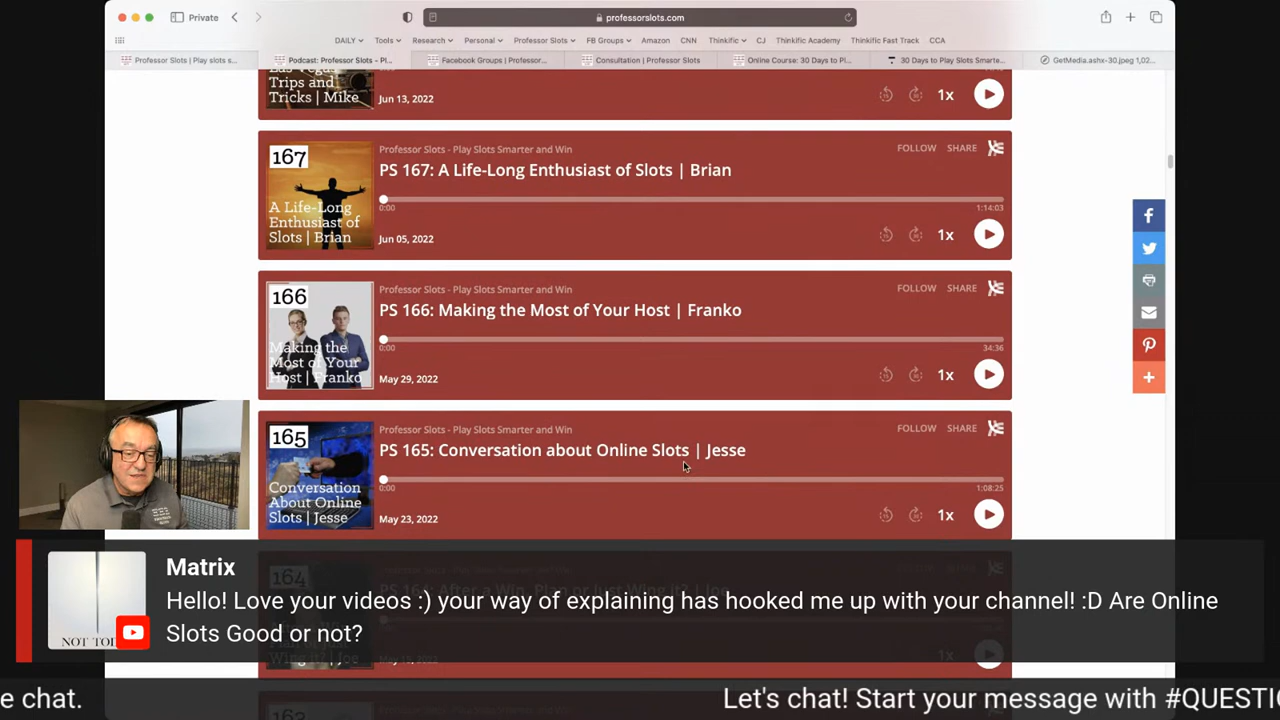 Private
professorslots.com
DAILY Tools Research Personal Professor Slots FB Groups Amazon CNN Thinkific CJ Thinkific Academy Thinkific Fast Track CCA
Professor Slots | Play slots s...
Podcast: Professor Slots - Pl...
Facebook Groups | Professor...
Consultation | Professor Slots
Online Course: 30 Days to Pl...
30 Days to Play Slots Smarte...
GetMedia.ashx-30.jpeg 1,02...
Trips and
Tricks | Mike
Jun 13, 2022
1x
167
A Life-Long
Enthusiast of
Slots | Brian
Professor Slots - Play Slots Smarter and Win
FOLLOW SHARE
PS 167: A Life-Long Enthusiast of Slots | Brian
0:00
1:14:03
Jun 05, 2022
1x
166
Making the
Most of Your
Host | Franko
Professor Slots - Play Slots Smarter and Win
FOLLOW SHARE
PS 166: Making the Most of Your Host | Franko
0:00
34:36
May 29, 2022
1x
165
Conversation
About Online
Slots | Jesse
Professor Slots - Play Slots Smarter and Win
FOLLOW SHARE
PS 165: Conversation about Online Slots | Jesse
0:00
1:08:25
May 23, 2022
1x
164
NOT TO
Matrix
Hello! Love your videos :) your way of explaining has hooked me up with your channel! :D Are Online
Slots Good or not?
e chat.
Let's chat! Start your message with #QUESTI